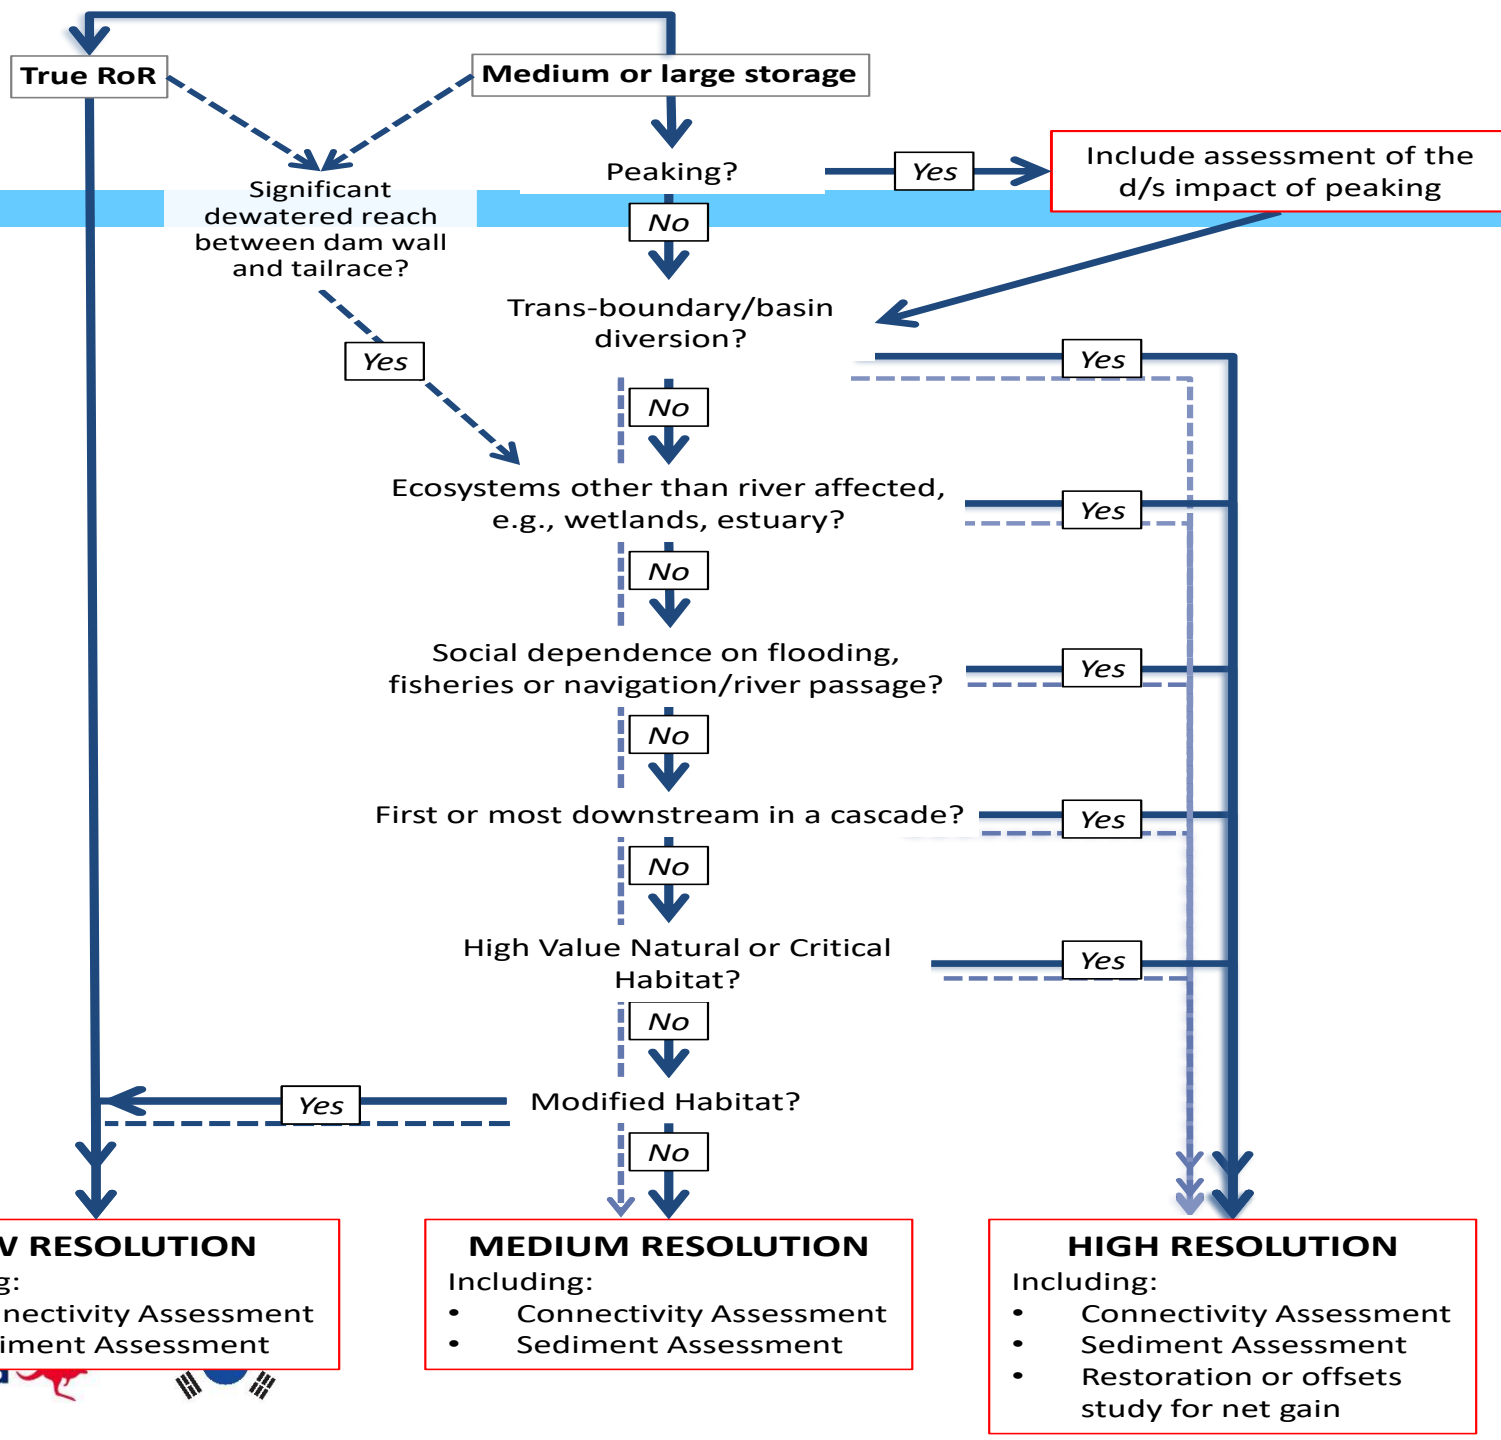 True RoR
Medium or large storage
Peaking?
Yes
Include assessment of the
d/s impact of peaking
Significant
dewatered reach
between dam wall
and tailrace?
No
Trans-boundary/basin
diversion?
Yes
Yes
No
Ecosystems other than river affected,
e.g., wetlands, estuary?
Yes
No
Social dependence on flooding,
fisheries or navigation/river passage?
Yes
No
First or most downstream in a cascade?
Yes
No
High Value Natural or Critical
Habitat?
Yes
No
Modified Habitat?
Yes
No
RESOLUTION
Assessment
Assessment
MEDIUM RESOLUTION
Including:
• Connectivity Assessment
• Sediment Assessment
HIGH RESOLUTION
Including:
• Connectivity Assessment
• Sediment Assessment
• Restoration or offsets
study for net gain